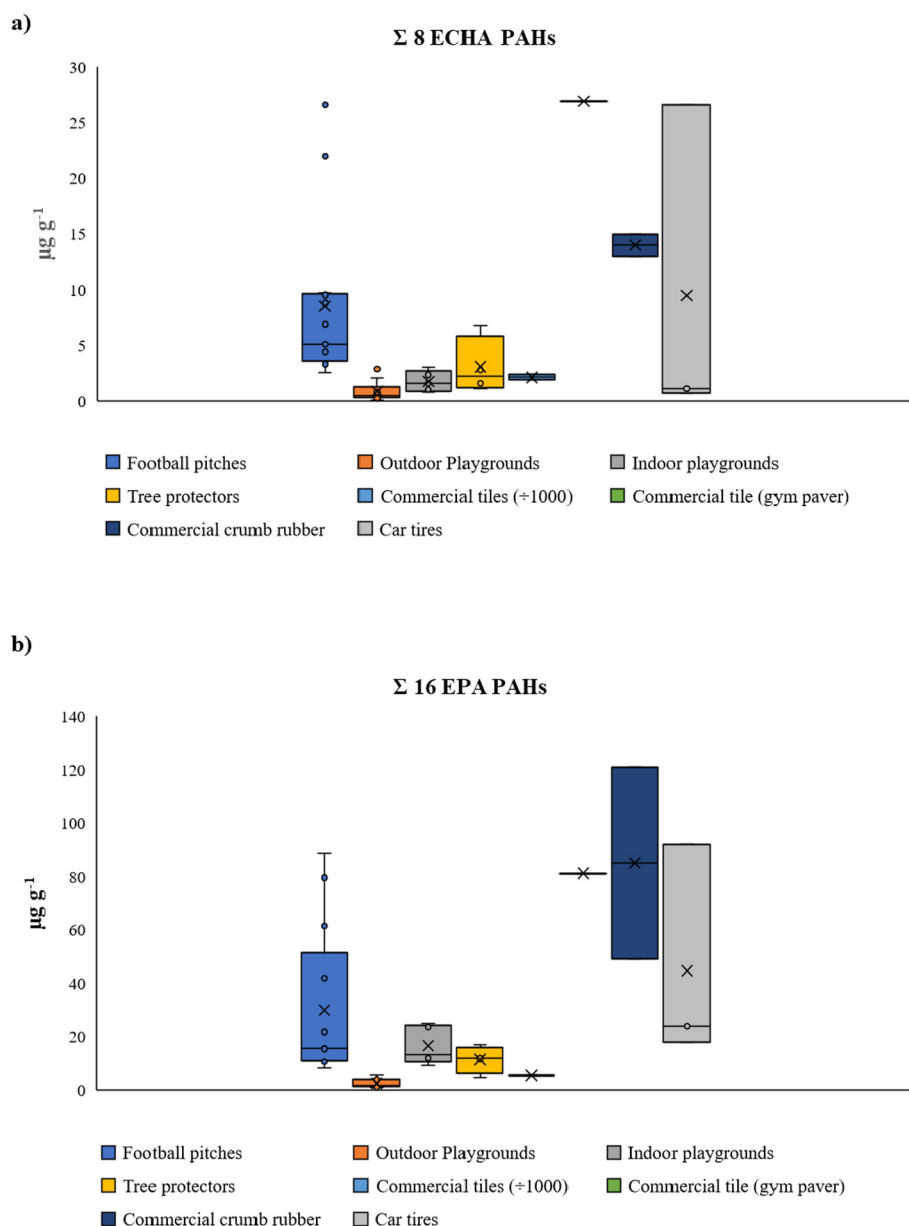 a)
Σ 8 ECHA PAHs
30
25
20
15
10
5
0
µg g-1
Football pitches
Outdoor Playgrounds
Indoor playgrounds
Tree protectors
Commercial tiles (÷1000)
Commercial tile (gym paver)
Commercial crumb rubber
Car tires
b)
Σ 16 EPA PAHs
140
120
100
80
60
40
20
0
µg g-1
Football pitches
Outdoor Playgrounds
Indoor playgrounds
Tree protectors
Commercial tiles (÷1000)
Commercial tile (gym paver)
Commercial crumb rubber
Car tires